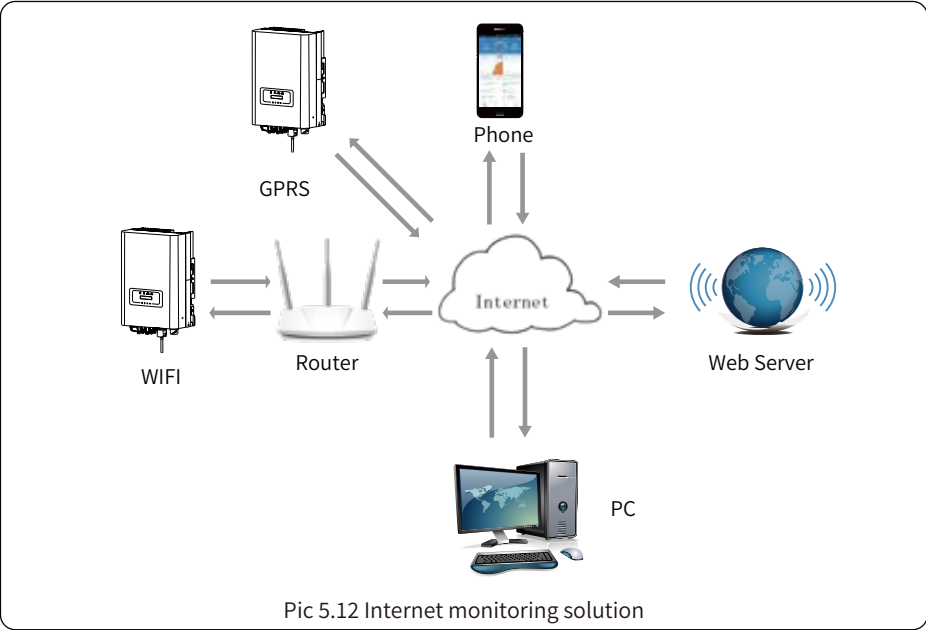 Phone
GPRS
Internet
WIFI
Router
Web Server
PC
Pic 5.12 Internet monitoring solution